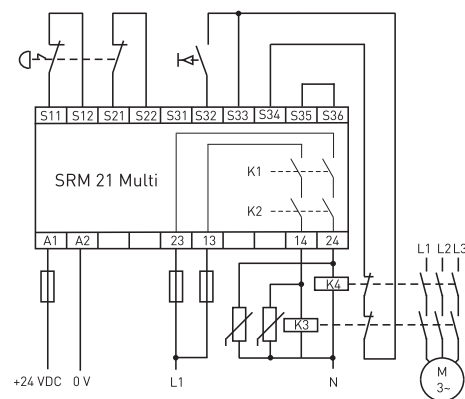 S11 S12 S21 S22 S31 S32 S33 S34 S35 S36
SRM 21 Multi
K1
K2
A1 A2 23 13 14 24
L1 L2 L3
K4
K3
M
3~
+24 VDC 0 V L1 N